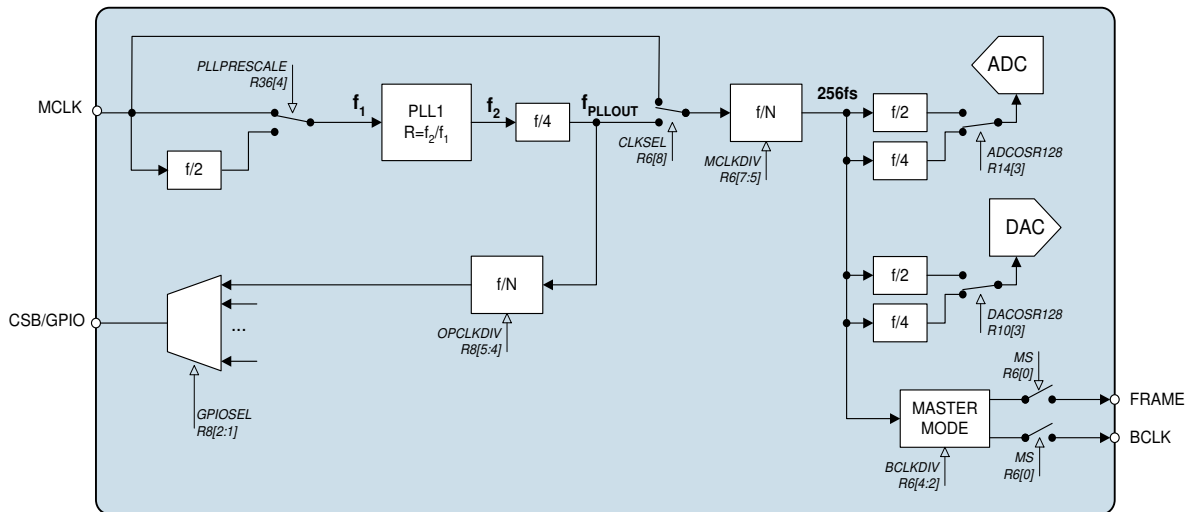 PLLPRESCALE
R36[4]
MCLK
f/2
f1
PLL1
R=f2/f1
f2
f/4
fPLLOUT
CLKSEL
R6[8]
f/N
MCLKDIV
R6[7:5]
256fs
f/2
f/4
ADC
ADCOSR128
R14[3]
DAC
f/2
f/4
DACOSR128
R10[3]
f/N
OPCLKDIV
R8[5:4]
CSB/GPIO
...
GPIOSEL
R8[2:1]
MASTER
MODE
BCLKDIV
R6[4:2]
MS
R6[0]
FRAME
BCLK
MS
R6[0]